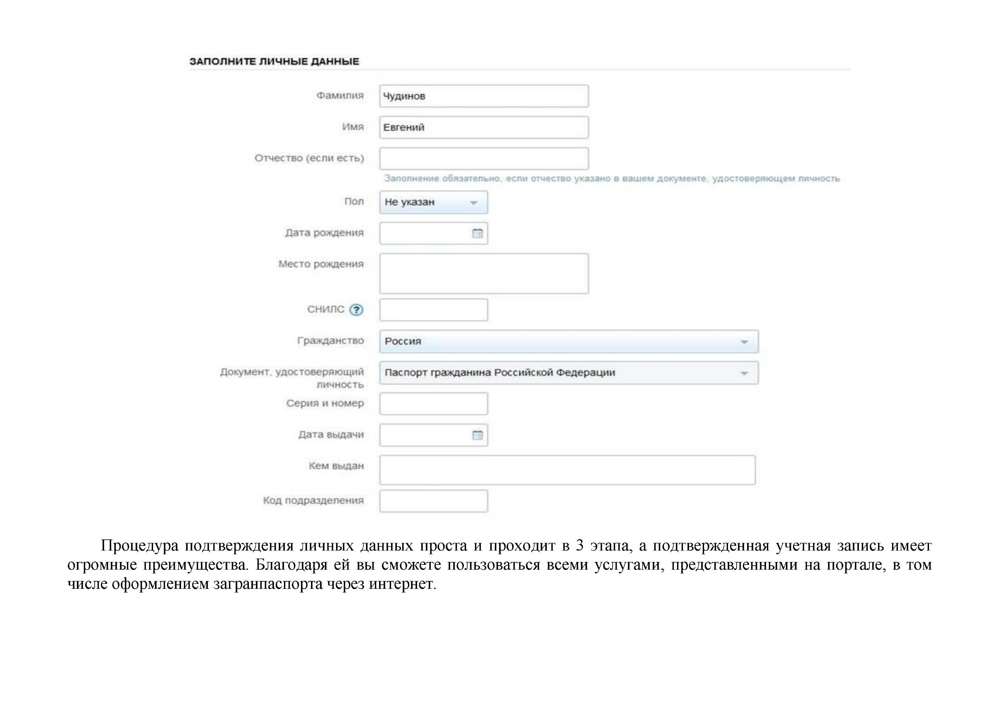 ЗАПОЛНИТЕ ЛИЧНЫЕ ДАННЫЕ
Фамилия Чудинов
Имя Евгений
Отчество (если есть)
Заполнение обязательно, если отчество указано в вашем документе, удостоверяющем личность
Пол Не указан
Дата рождения
Место рождения
СНИЛС ?
Гражданство Россия
Документ, удостоверяющий Паспорт гражданина Российской Федерации
личность
Серия и номер
Дата выдачи
Кем выдан
Код подразделения
Процедура подтверждения личных данных проста и проходит в 3 этапа, а подтвержденная учетная запись имеет
огромные преимущества. Благодаря ей вы сможете пользоваться всеми услугами, представленными на портале, в том
числе оформлением загранпаспорта через интернет.